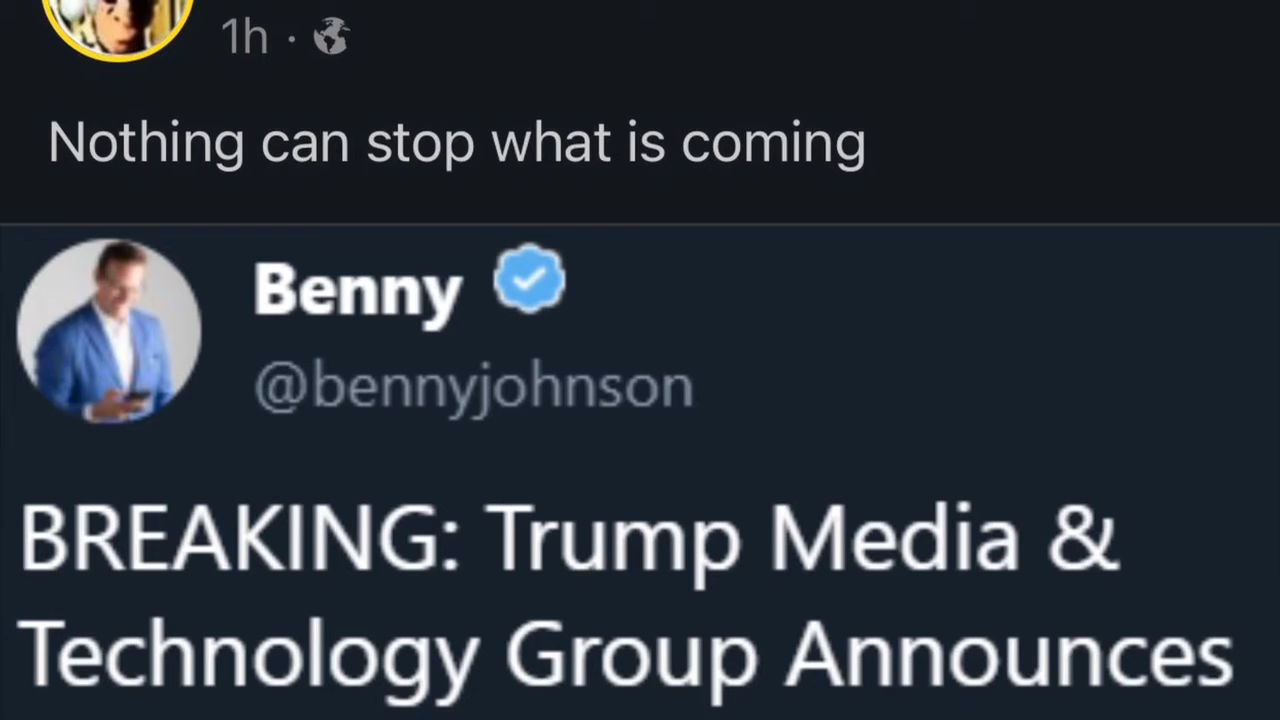 1h ·
Nothing can stop what is coming
Benny
@bennyjohnson
BREAKING: Trump Media &
Technology Group Announces